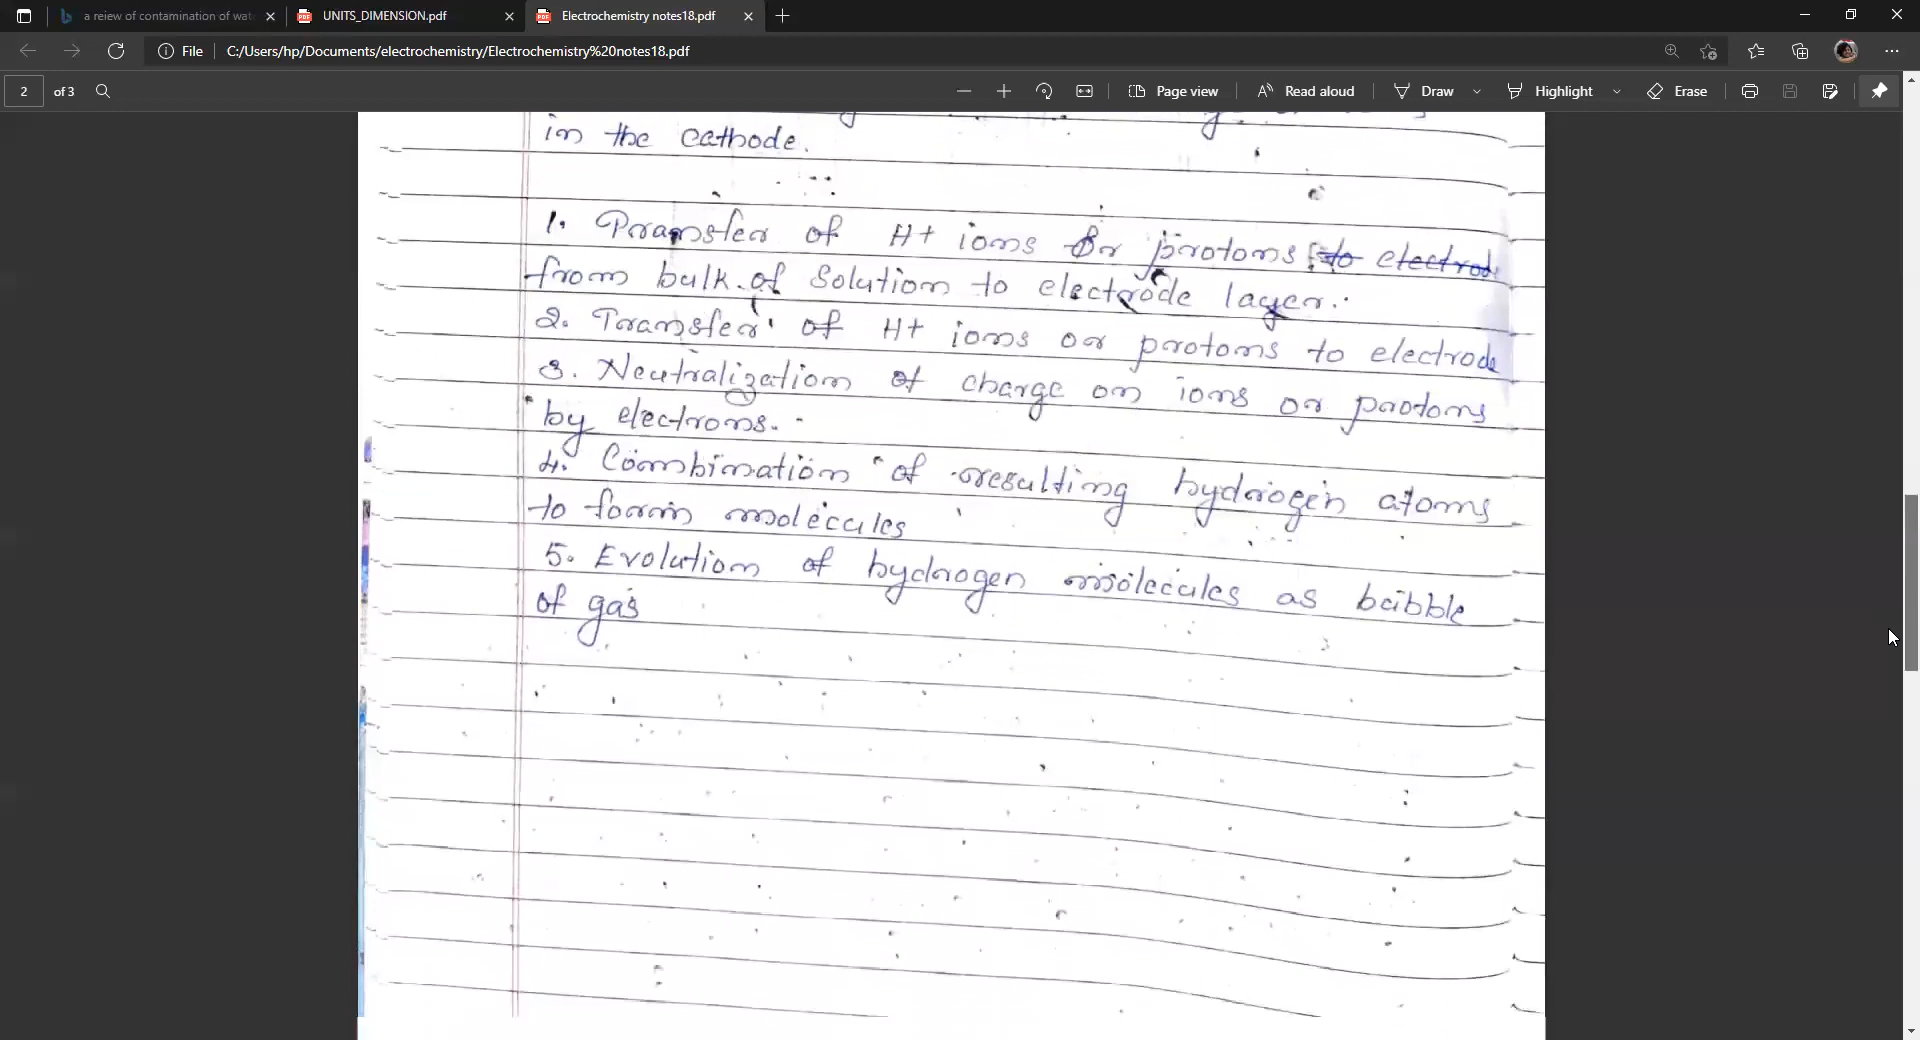 a reiew of contamination of wat
UNITS_DIMENSION.pdf
Electrochemistry notes18.pdf
File
C:/Users/hp/Documents/electrochemistry/Electrochemistry%20notes18.pdf
2 of 3
Page view
Read aloud
Draw
Highlight
Erase
in the cathode.
1. Transfer of H+ ions or protons to electrod
from bulk of solution to electrode layer.
2. Transfer of H+ ions or protons to electrode
3. Neutralization of charge on ions or protons
by electrons.
4. Combination of resulting hydrogen atoms
to form molecules
5. Evolution of hydrogen molecules as bubble
of gas